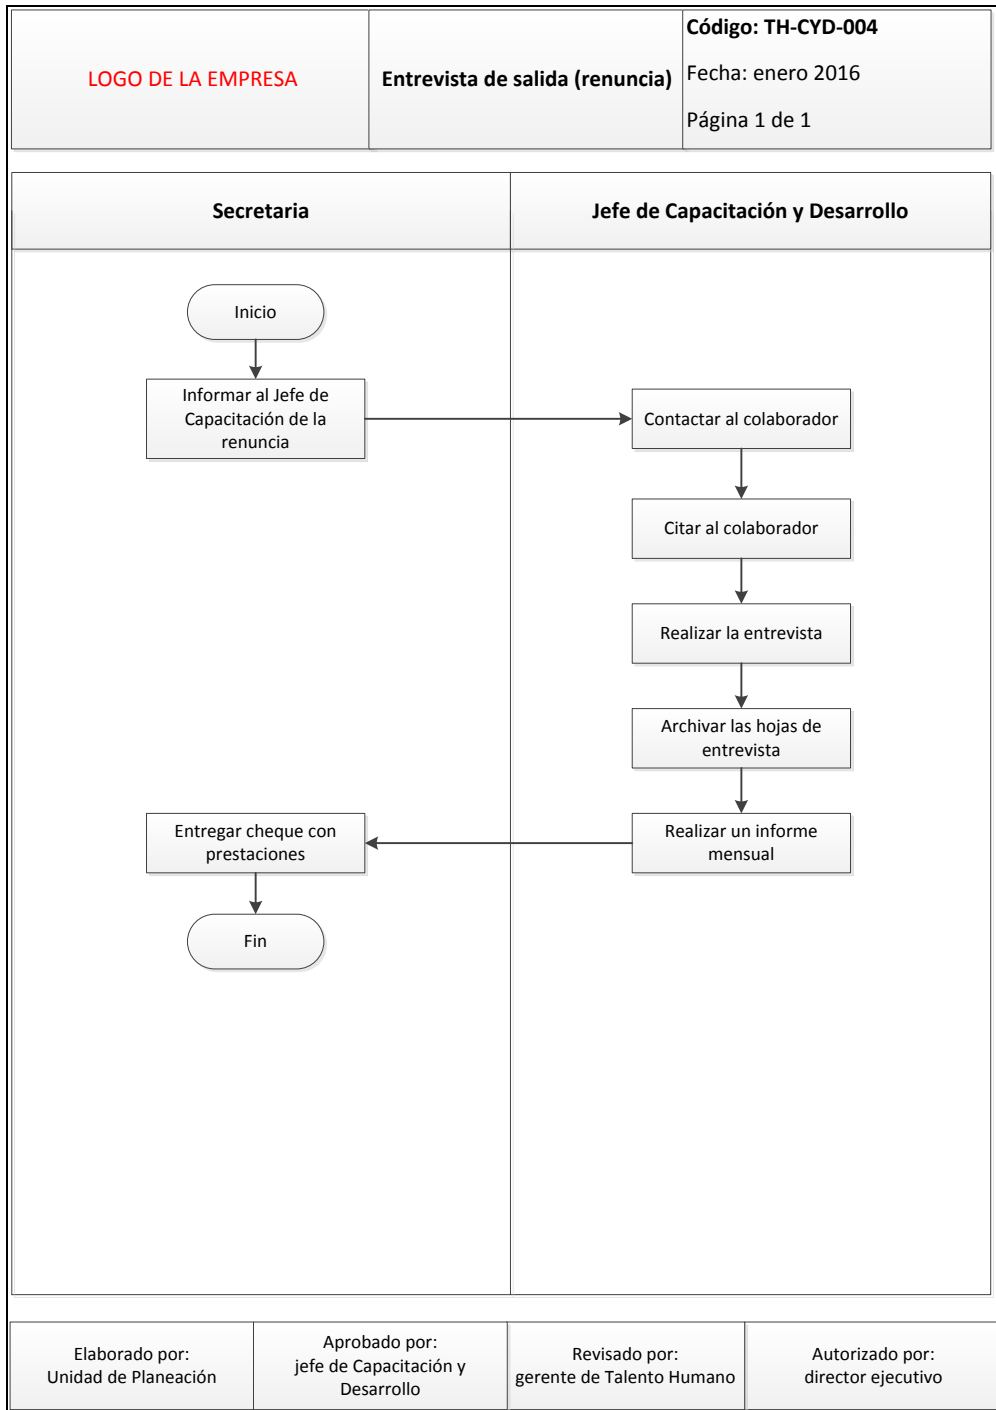 LOGO DE LA EMPRESA
Entrevista de salida (renuncia)
Código: TH-CYD-004
Fecha: enero 2016
Página 1 de 1
Secretaria
Jefe de Capacitación y Desarrollo
Inicio
Informar al Jefe de
Capacitación de la
renuncia
Contactar al colaborador
Citar al colaborador
Realizar la entrevista
Archivar las hojas de
entrevista
Realizar un informe
mensual
Entregar cheque con
prestaciones
Fin
Elaborado por:
Unidad de Planeación
Aprobado por:
jefe de Capacitación y
Desarrollo
Revisado por:
gerente de Talento Humano
Autorizado por:
director ejecutivo